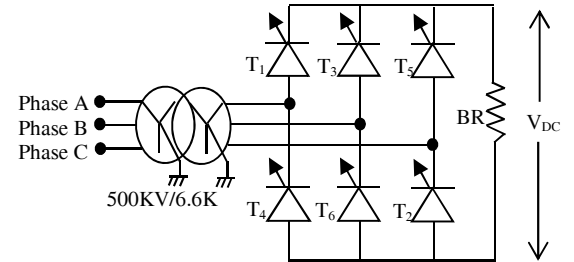 T1 T3 T5
Phase A
Phase B
Phase C
BR
VDC
500KV/6.6K
T4 T6 T2